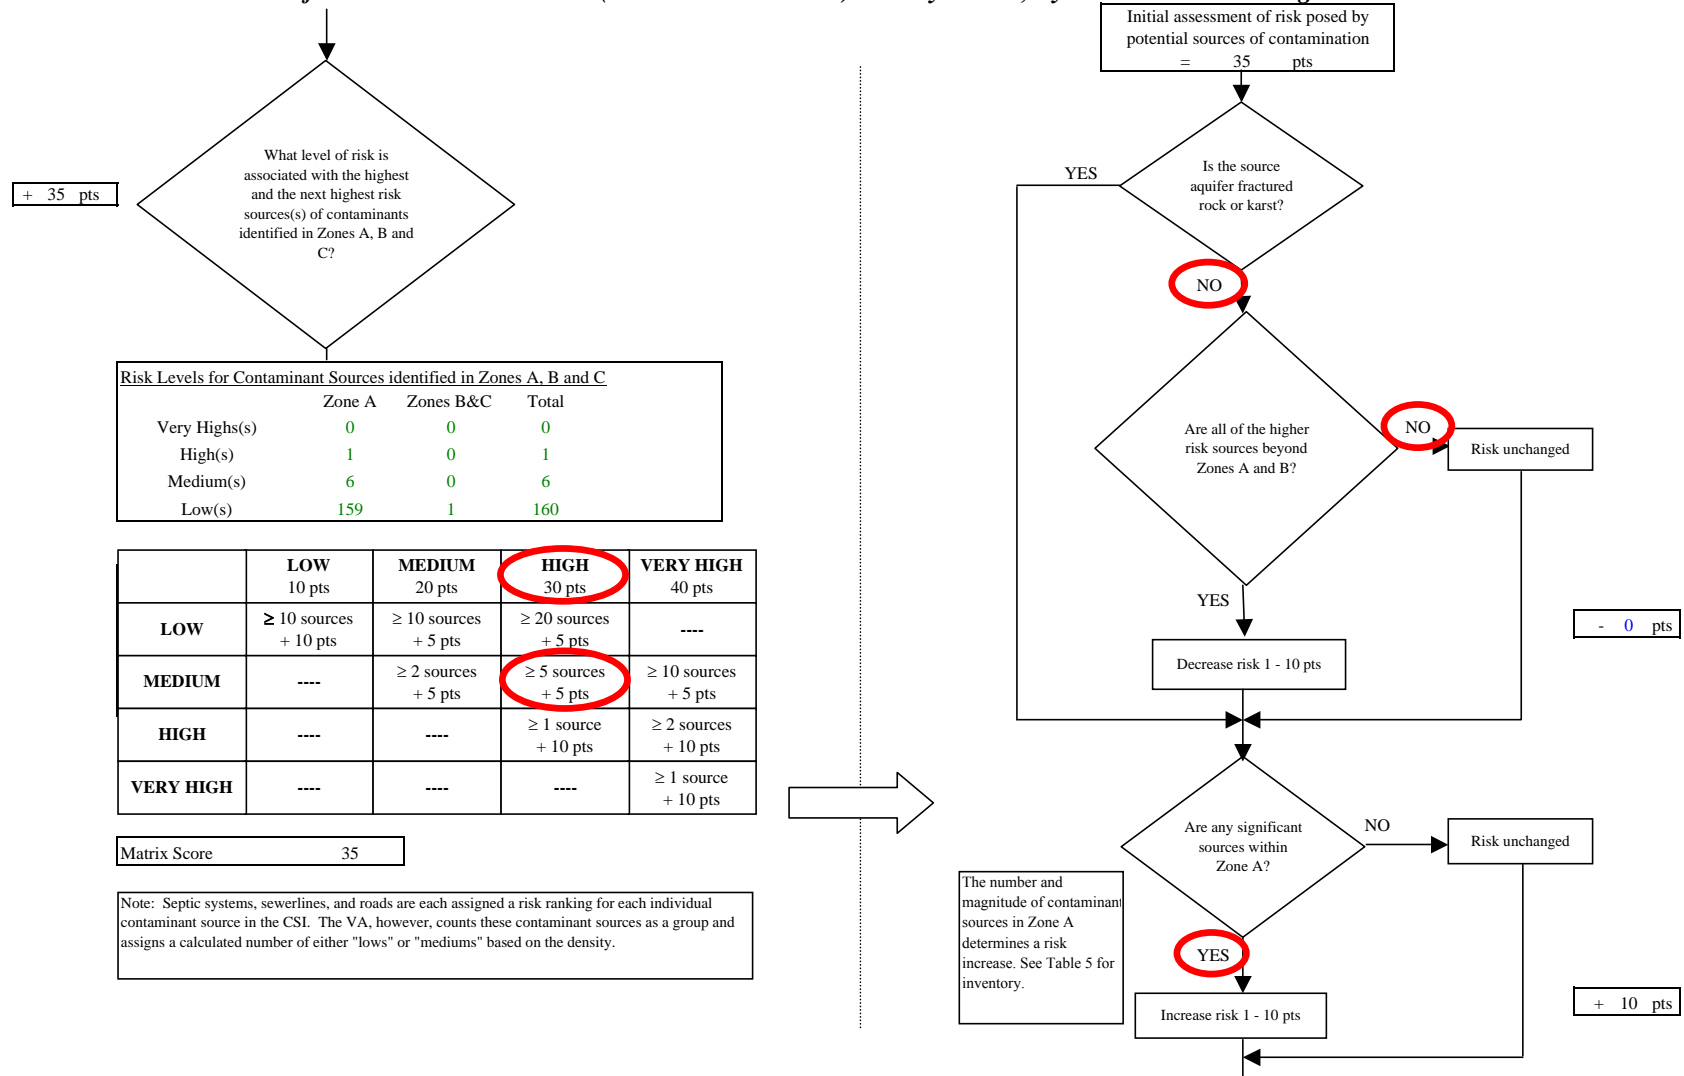 What level of risk is
associated with the highest
and the next highest risk
sources(s) of contaminants
identified in Zones A, B and
C?
+ 35 pts
Risk Levels for Contaminant Sources identified in Zones A, B and C
Zone A Zones B&C Total
Very Highs(s) 0 0 0
High(s) 1 0 1
Medium(s) 6 0 6
Low(s) 159 1 160
LOW MEDIUM HIGH VERY HIGH
10 pts 20 pts 30 pts 40 pts
LOW ≥ 10 sources + 10 pts ≥ 10 sources + 5 pts ≥ 20 sources + 5 pts ----
MEDIUM ---- ≥ 2 sources + 5 pts ≥ 5 sources + 5 pts ≥ 10 sources + 5 pts
HIGH ---- ---- ≥ 1 source + 10 pts ≥ 2 sources + 10 pts
VERY HIGH ---- ---- ---- ≥ 1 source + 10 pts
Matrix Score 35
Note: Septic systems, sewerlines, and roads are each assigned a risk ranking for each individual
contaminant source in the CSI. The VA, however, counts these contaminant sources as a group and
assigns a calculated number of either "lows" or "mediums" based on the density.
Initial assessment of risk posed by
potential sources of contamination
= 35 pts
Is the source
aquifer fractured
rock or karst?
YES
NO
Are all of the higher
risk sources beyond
Zones A and B?
NO
Risk unchanged
YES
Decrease risk 1 - 10 pts
- 0 pts
Are any significant
sources within
Zone A?
NO
Risk unchanged
The number and
magnitude of contaminant
sources in Zone A
determines a risk
increase. See Table 5 for
inventory.
YES
Increase risk 1 - 10 pts
+ 10 pts